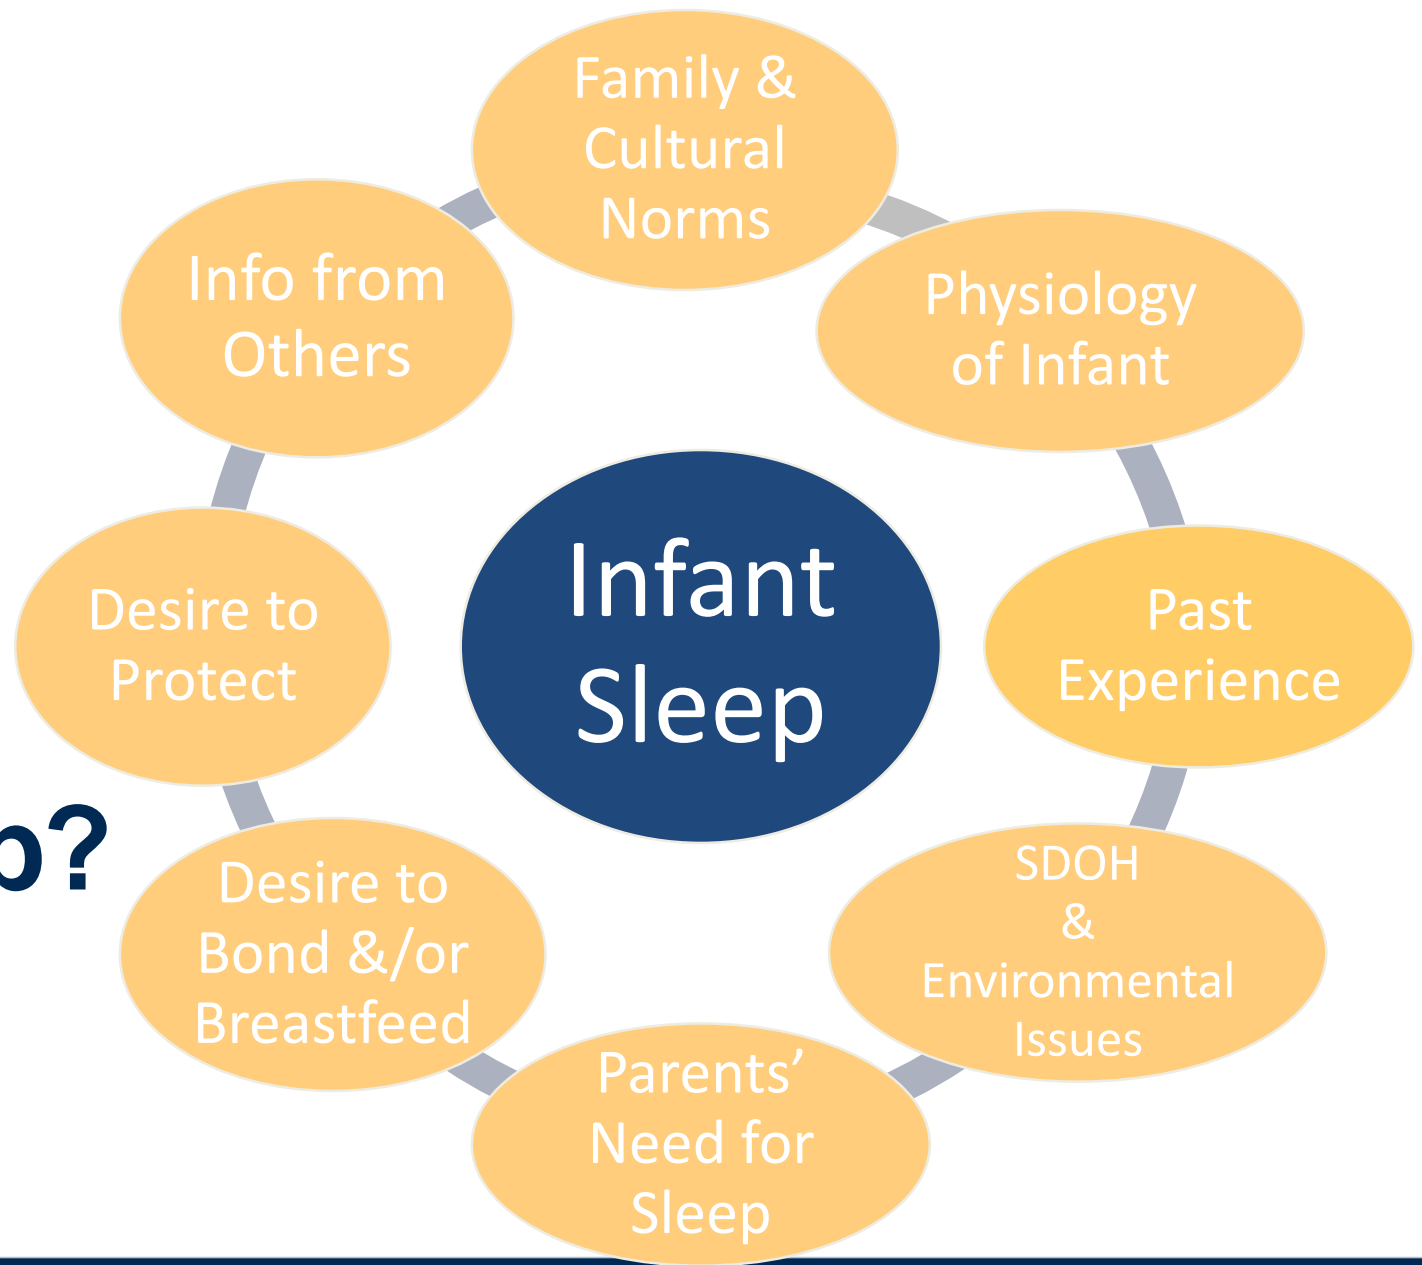 Family &
Cultural
Norms
Info from
Others
Physiology
of Infant
Infant
Sleep
Desire to
Protect
Past
Experience
p?
Desire to
Bond &/or
Breastfeed
SDOH
&
Environmental
Issues
Parents’
Need for
Sleep